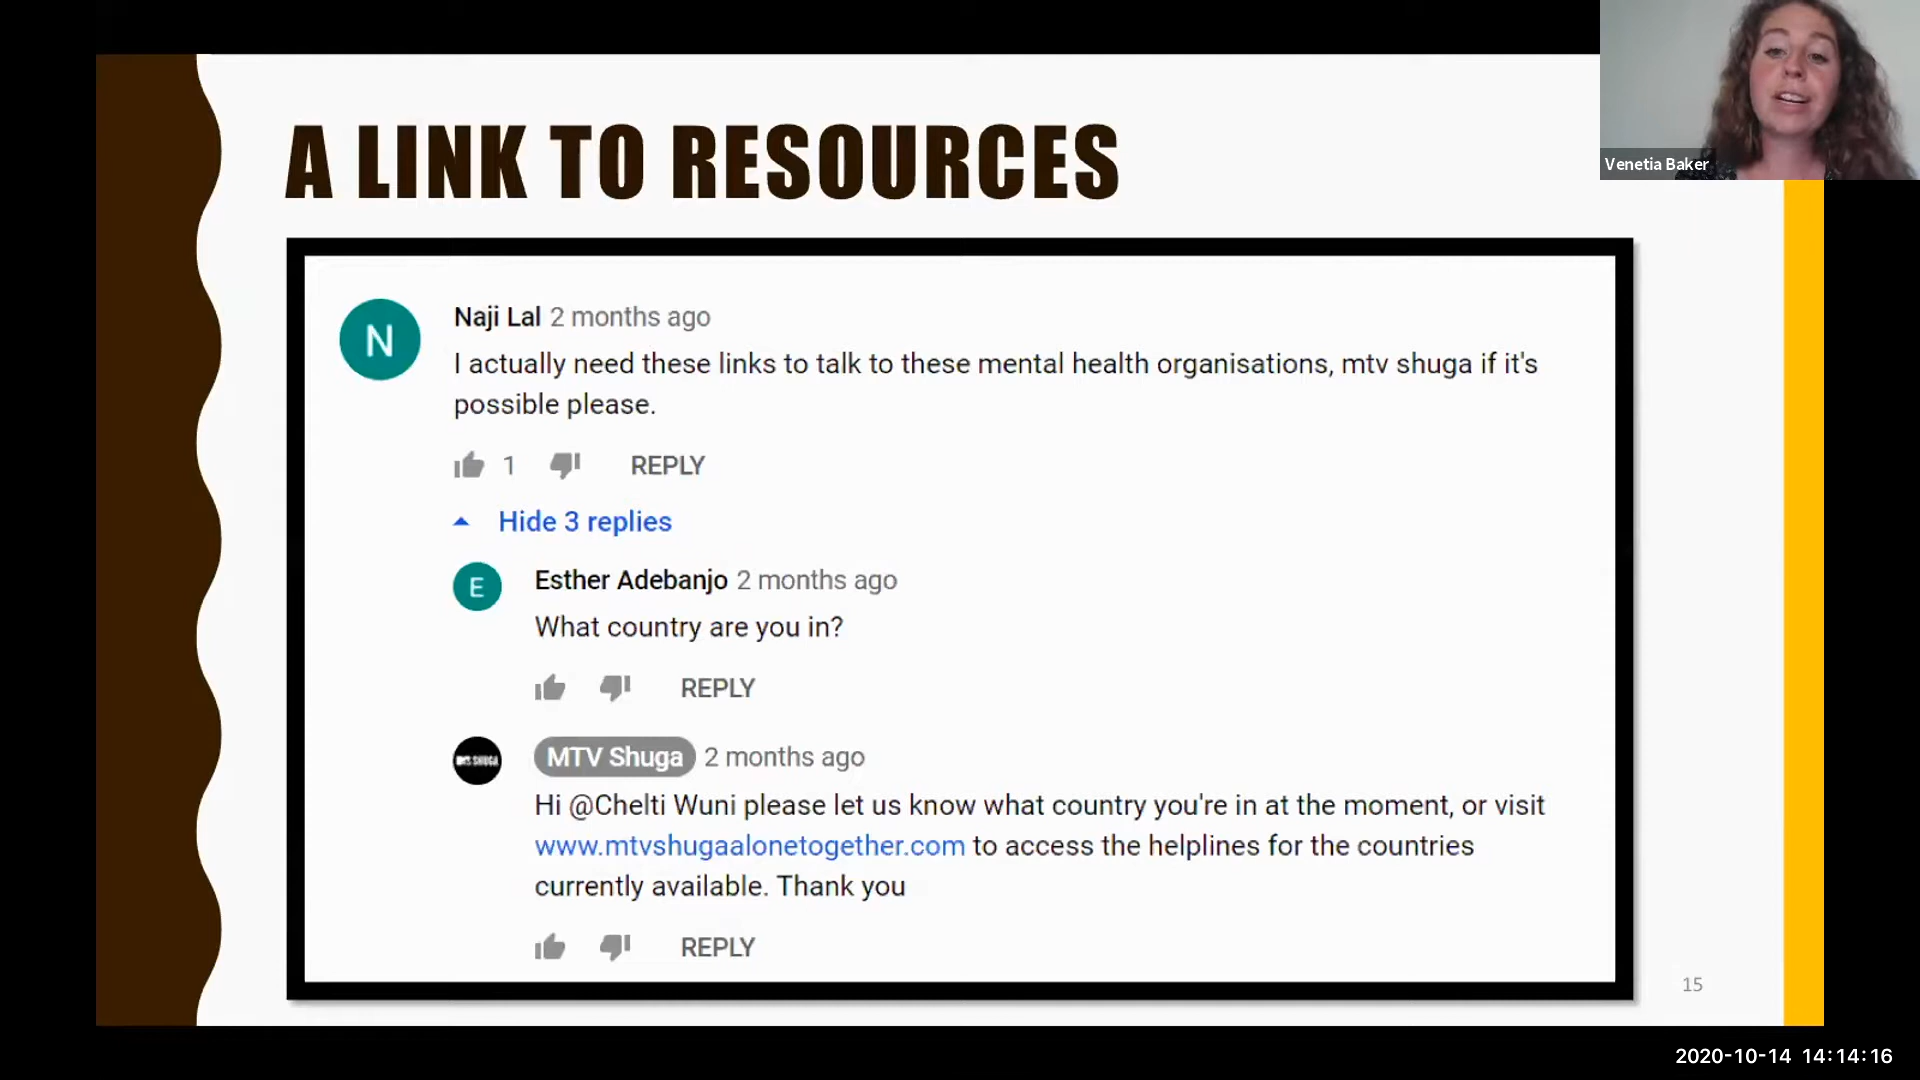 A LINK TO RESOURCES
Venetia Baker
N
Naji Lal 2 months ago
I actually need these links to talk to these mental health organisations, mtv shuga if it's
possible please.
1 REPLY
Hide 3 replies
E
Esther Adebanjo 2 months ago
What country are you in?
REPLY
MTV SHUGA
MTV Shuga 2 months ago
Hi @Chelti Wuni please let us know what country you're in at the moment, or visit
www.mtvshugaalonetogether.com to access the helplines for the countries
currently available. Thank you
REPLY
15
2020-10-14 14:14:16